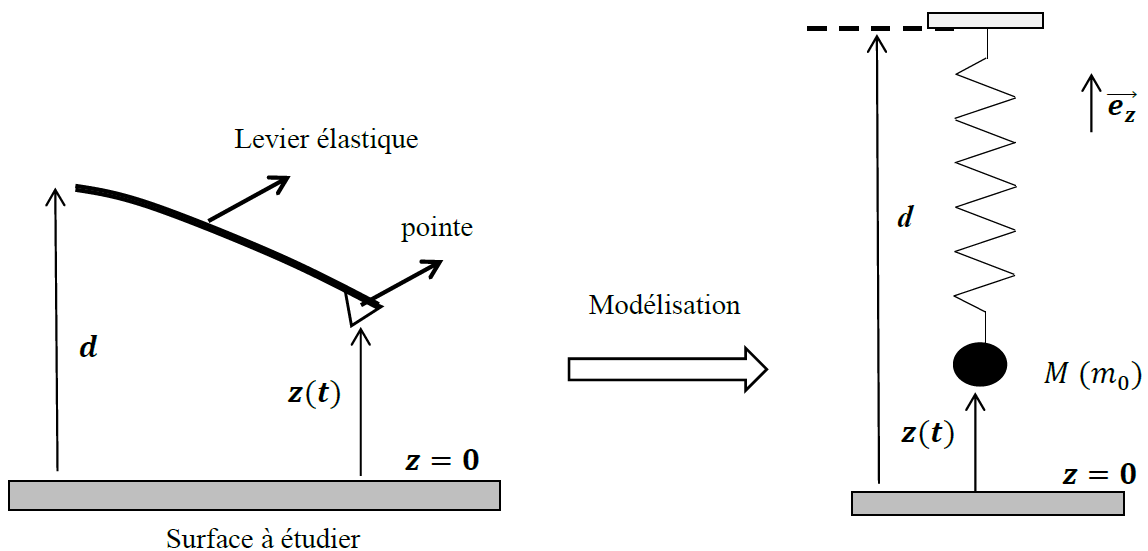 Levier élastique
pointe
d
z(t)
z = 0
Surface à étudier
Modélisation
d
e_z
M (m_0)
z(t)
z = 0